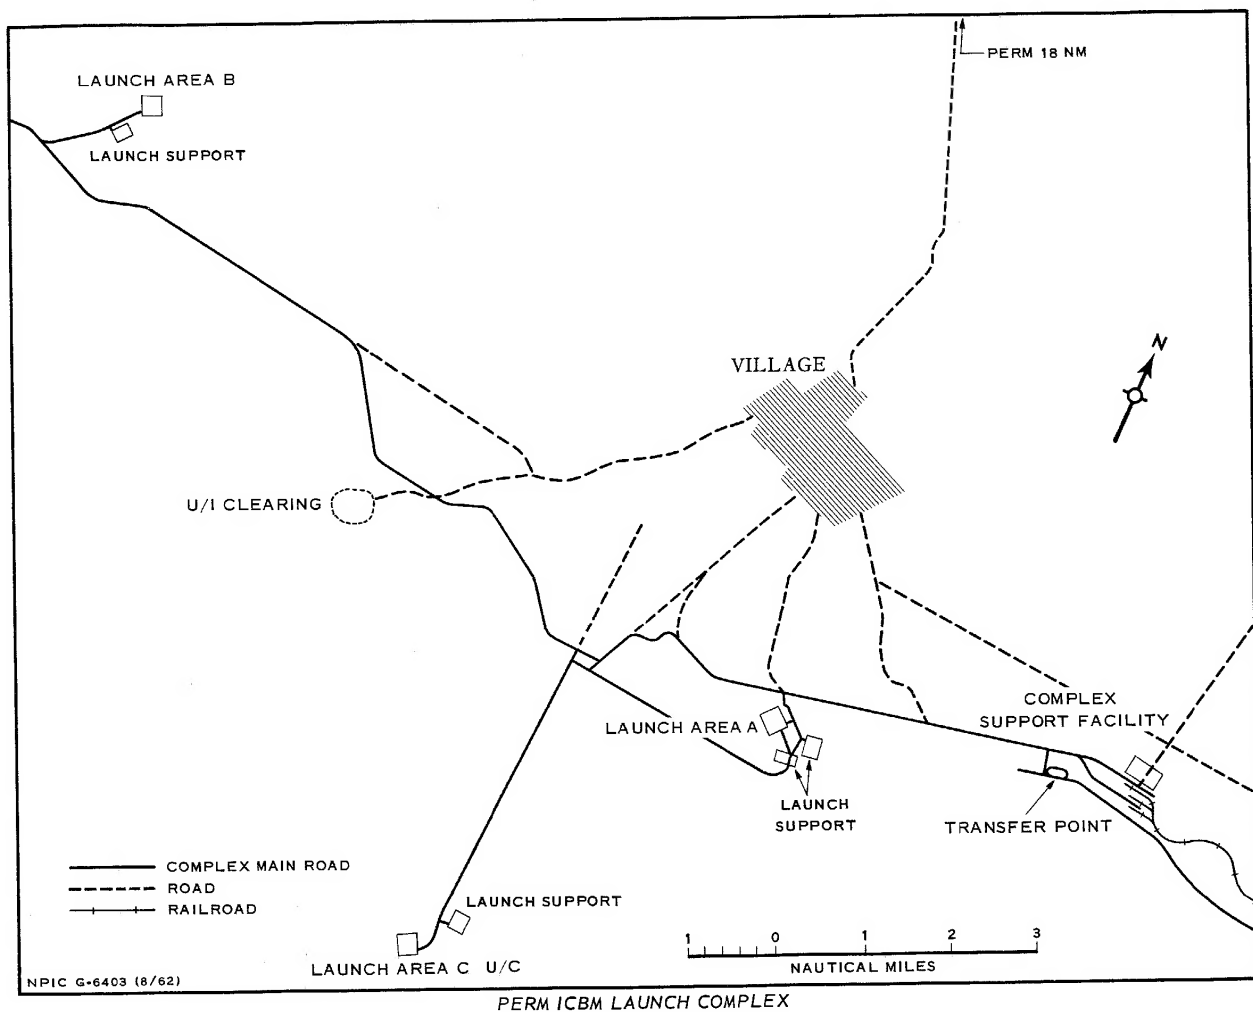 PERM 18 NM
LAUNCH AREA B
LAUNCH SUPPORT
VILLAGE
N
U/I CLEARING
COMPLEX
SUPPORT FACILITY
LAUNCH AREA A
LAUNCH
SUPPORT
TRANSFER POINT
COMPLEX MAIN ROAD
ROAD
RAILROAD
LAUNCH SUPPORT
LAUNCH AREA C U/C
1 0 1 2 3
NAUTICAL MILES
NPIC G-6403 (8/62)
PERM ICBM LAUNCH COMPLEX